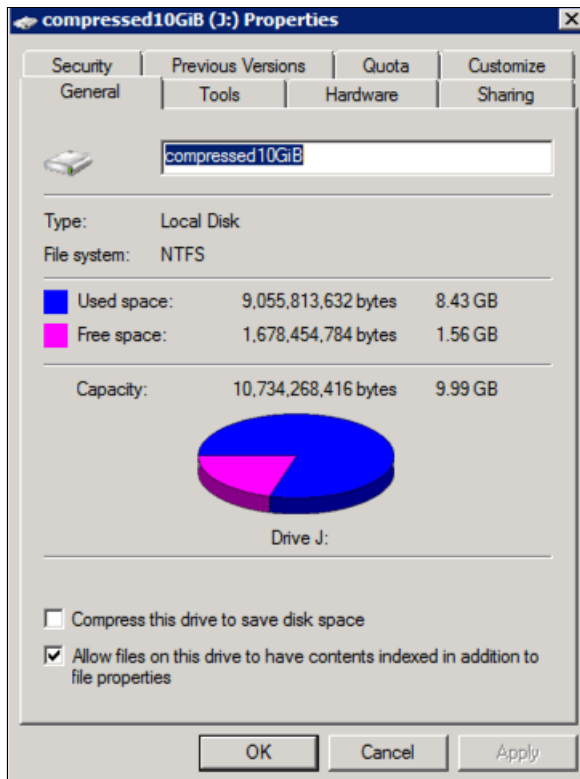 compressed10GiB (J:) Properties
Security Previous Versions Quota Customize
General Tools Hardware Sharing
compressed10GiB
Type: Local Disk
File system: NTFS
Used space: 9,055,813,632 bytes 8.43 GB
Free space: 1,678,454,784 bytes 1.56 GB
Capacity: 10,734,268,416 bytes 9.99 GB
Drive J:
Compress this drive to save disk space
Allow files on this drive to have contents indexed in addition to
file properties
OK Cancel Apply